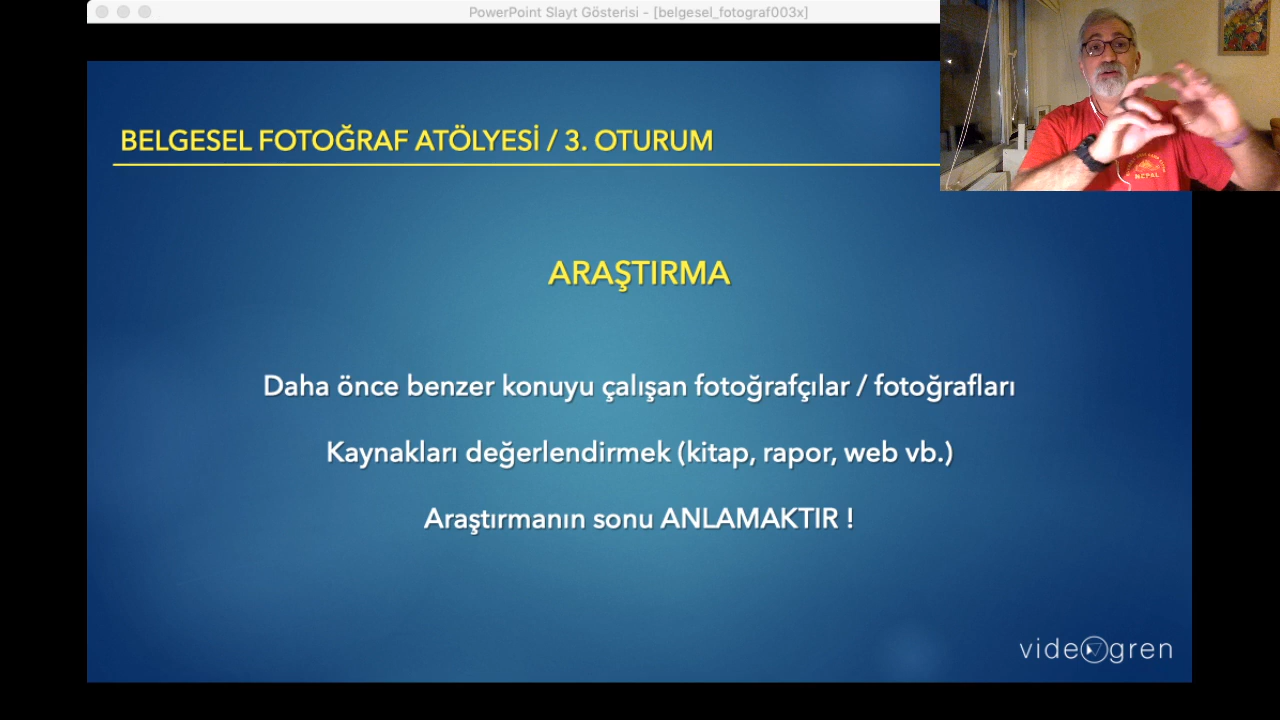 PowerPoint Slayt Gösterisi - [belgesel_fotograf003x]
BELGESEL FOTOĞRAF ATÖLYESİ / 3. OTURUM
ARAŞTIRMA
Daha önce benzer konuyu çalışan fotoğrafçılar / fotoğrafları
Kaynakları değerlendirmek (kitap, rapor, web vb.)
Araştırmanın sonu ANLAMAKTIR !
NEPAL
videogren